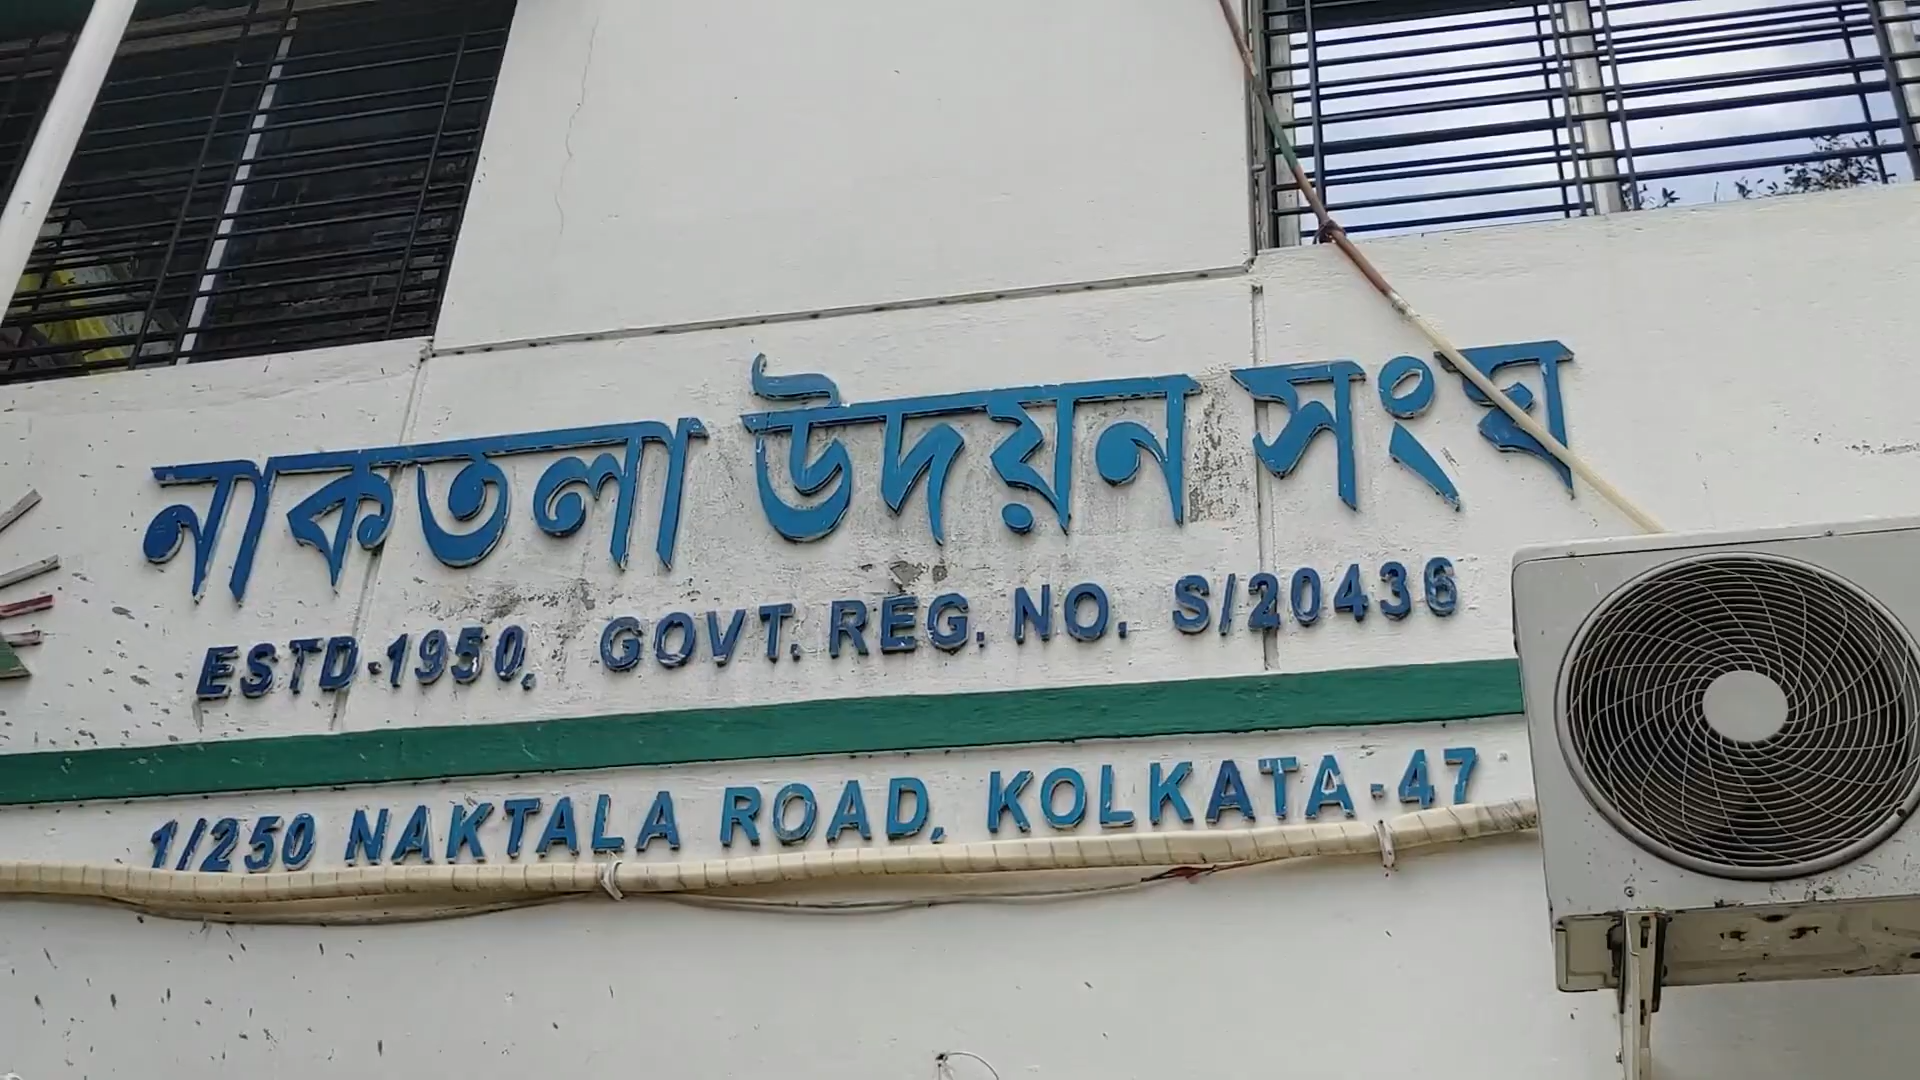 নাকতলা উদয়ন সংঘ
ESTD-1950, GOVT. REG. NO. S/20436
1/250 NAKTALA ROAD, KOLKATA-47